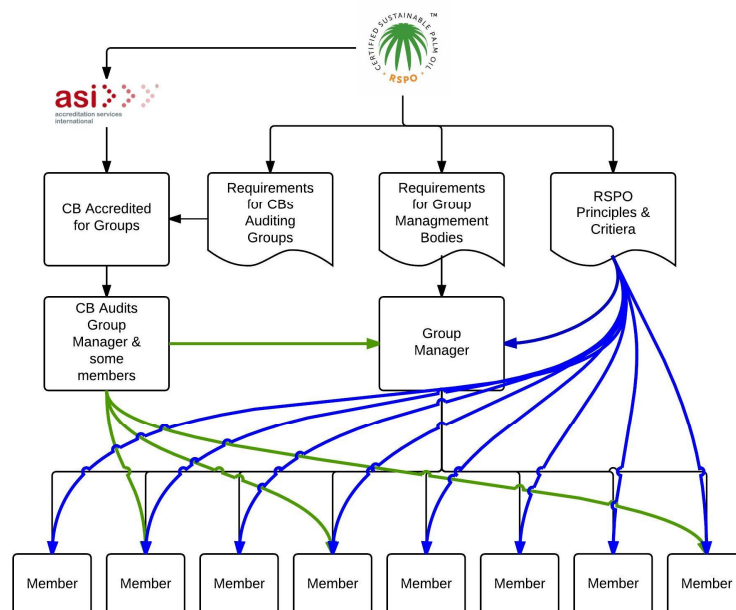 CERTIFIED SUSTAINABLE PALM OIL ™
· RSPO ·
asi
accreditation services
international
CB Accredited
for Groups
Requirements
for CBs
Auditing
Groups
Requirements
for Group
Managmement
Bodies
RSPO
Principles &
Critiera
CB Audits
Group
Manager &
some
members
Group
Manager
Member
Member
Member
Member
Member
Member
Member
Member